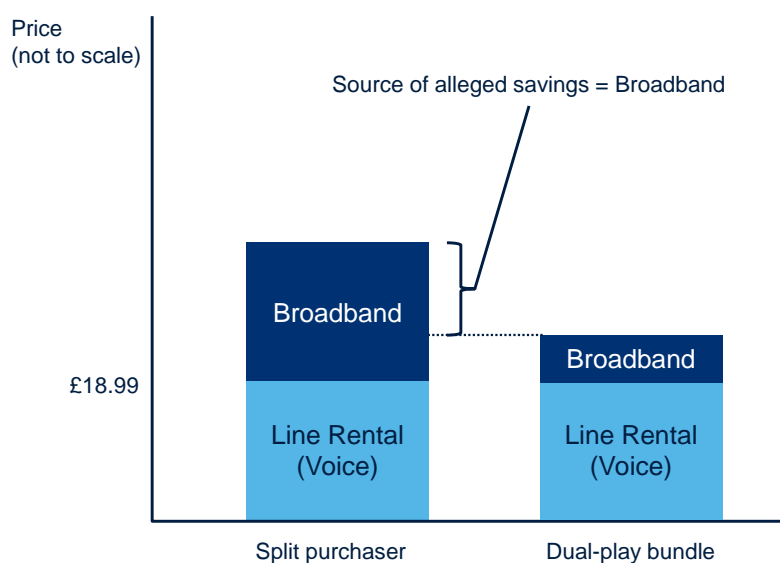 Price
(not to scale)
Source of alleged savings = Broadband
Broadband
Broadband
£18.99
Line Rental
(Voice)
Line Rental
(Voice)
Split purchaser
Dual-play bundle